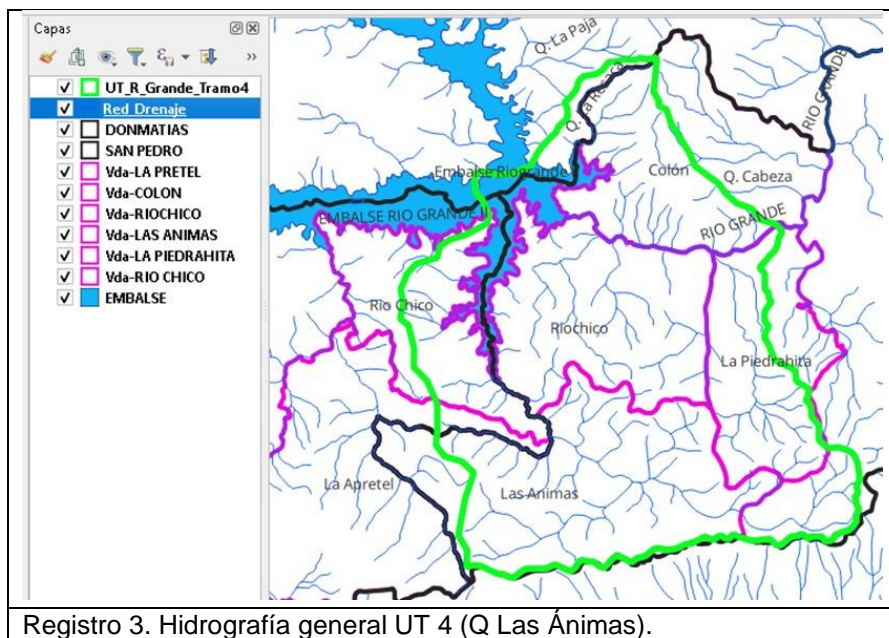 Capas
UT_R_Grande_Tramo4
Red_Drenaje
DONMATIAS
SAN PEDRO
Vda-LA PRETEL
Vda-COLON
Vda-RIOCHICO
Vda-LAS ANIMAS
Vda-LA PIEDRAHITA
Vda-RIO CHICO
EMBALSE
Q. La Paja
Q. La
RIO GRANDE
Embalse Riogrande
Colón
Q. Cabeza
EMBALSE RIO GRANDE II
RIO GRANDE
Rio Chico
Riochico
La Piedrahita
La Apretel
Las Animas
Registro 3. Hidrografía general UT 4 (Q Las Ánimas).